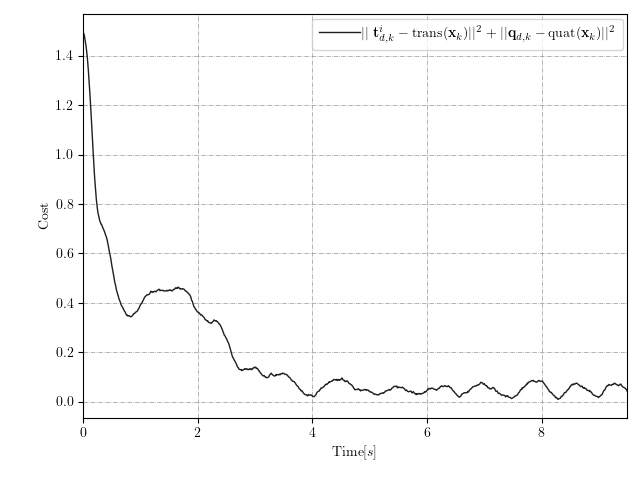 || t^i_{d,k} − trans(x_k)||^2 + ||q_{d,k} − quat(x_k)||^2
1.4
1.2
1.0
0.8
0.6
0.4
0.2
0.0
Cost
0 2 4 6 8
Time[s]